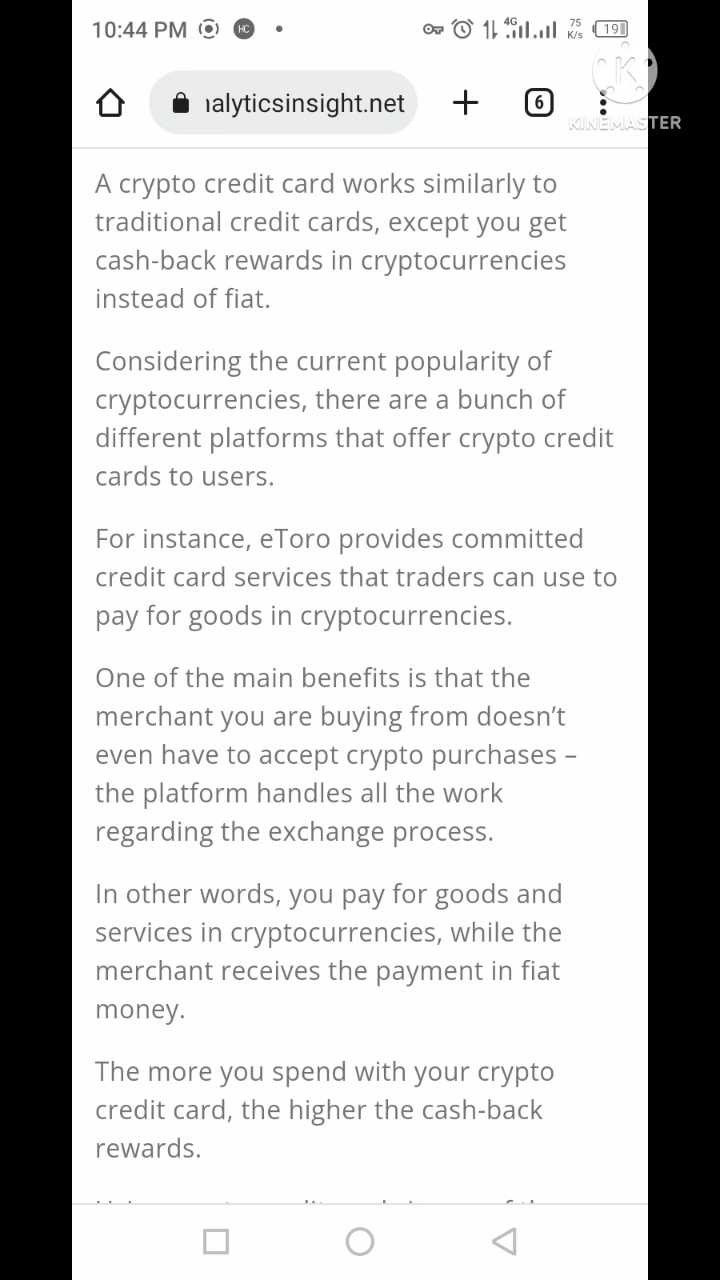 10:44 PM HC 4G 75 K/s 19
nalyticsinsight.net 6
KINEMASTER
A crypto credit card works similarly to
traditional credit cards, except you get
cash-back rewards in cryptocurrencies
instead of fiat.
Considering the current popularity of
cryptocurrencies, there are a bunch of
different platforms that offer crypto credit
cards to users.
For instance, eToro provides committed
credit card services that traders can use to
pay for goods in cryptocurrencies.
One of the main benefits is that the
merchant you are buying from doesn’t
even have to accept crypto purchases –
the platform handles all the work
regarding the exchange process.
In other words, you pay for goods and
services in cryptocurrencies, while the
merchant receives the payment in fiat
money.
The more you spend with your crypto
credit card, the higher the cash-back
rewards.